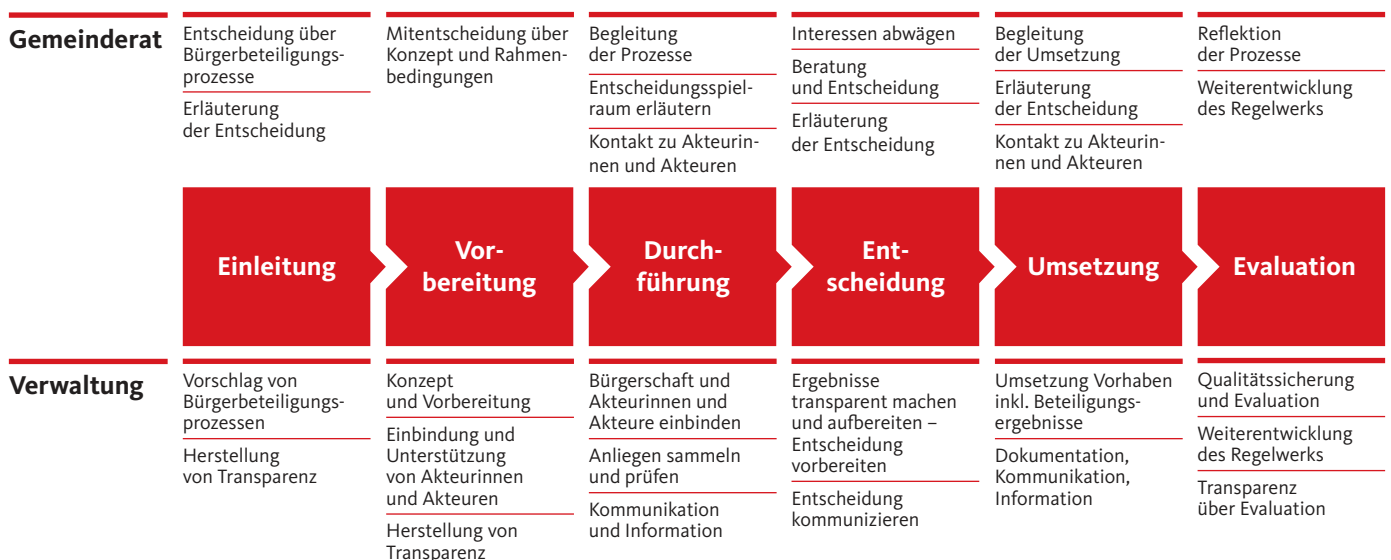 Gemeinderat
Entscheidung über
Bürgerbeteiligungs-
prozesse
Erläuterung
der Entscheidung
Mitentscheidung über
Konzept und Rahmen-
bedingungen
Begleitung
der Prozesse
Entscheidungsspiel-
raum erläutern
Kontakt zu Akteurin-
nen und Akteuren
Interessen abwägen
Beratung
und Entscheidung
Erläuterung
der Entscheidung
Begleitung
der Umsetzung
Erläuterung
der Entscheidung
Kontakt zu Akteurin-
nen und Akteuren
Reflektion
der Prozesse
Weiterentwicklung
des Regelwerks
Einleitung
Vor-
bereitung
Durch-
führung
Ent-
scheidung
Umsetzung
Evaluation
Verwaltung
Vorschlag von
Bürgerbeteiligungs-
prozessen
Herstellung
von Transparenz
Konzept
und Vorbereitung
Einbindung und
Unterstützung
von Akteurinnen
und Akteuren
Herstellung von
Transparenz
Bürgerschaft und
Akteurinnen und
Akteure einbinden
Anliegen sammeln
und prüfen
Kommunikation
und Information
Ergebnisse
transparent machen
und aufbereiten –
Entscheidung
vorbereiten
Entscheidung
kommunizieren
Umsetzung Vorhaben
inkl. Beteiligungs-
ergebnisse
Dokumentation,
Kommunikation,
Information
Qualitätssicherung
und Evaluation
Weiterentwicklung
des Regelwerks
Transparenz
über Evaluation